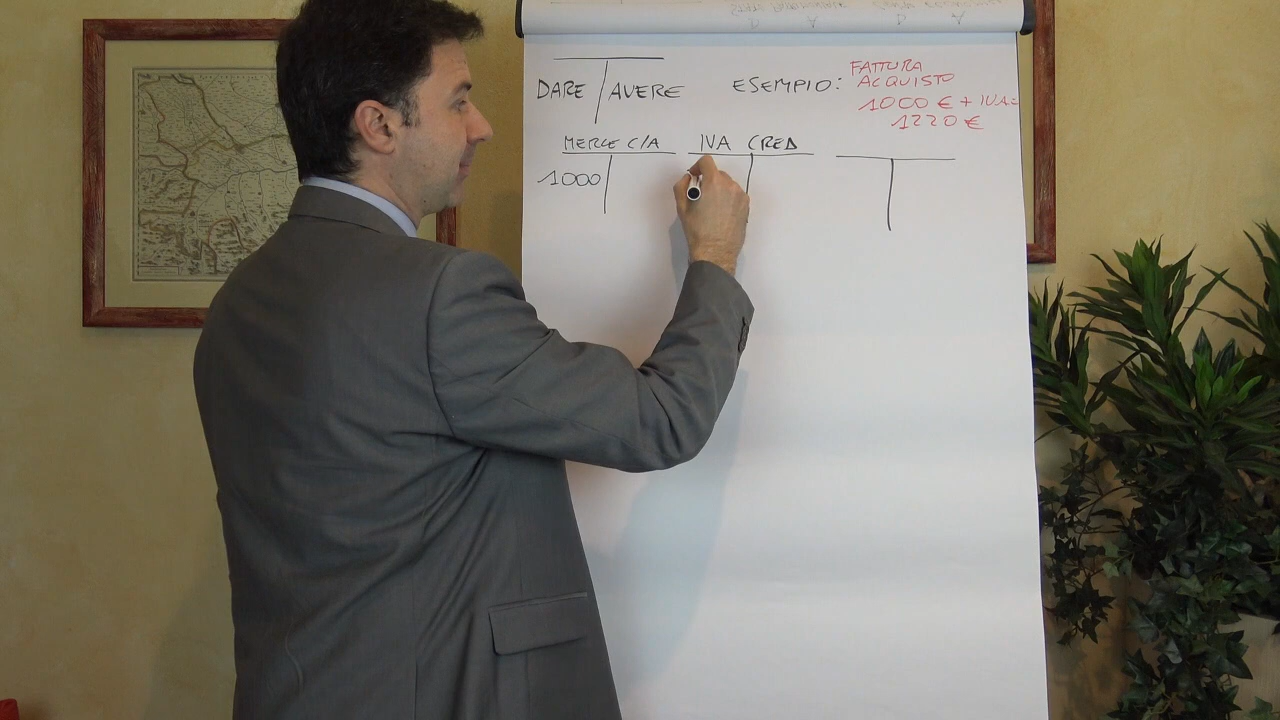 DARE AVERE
ESEMPIO:
FATTURA
ACQUISTO
1000 € + IVA=
1220 €
MERCE C/A
IVA CRED
1000